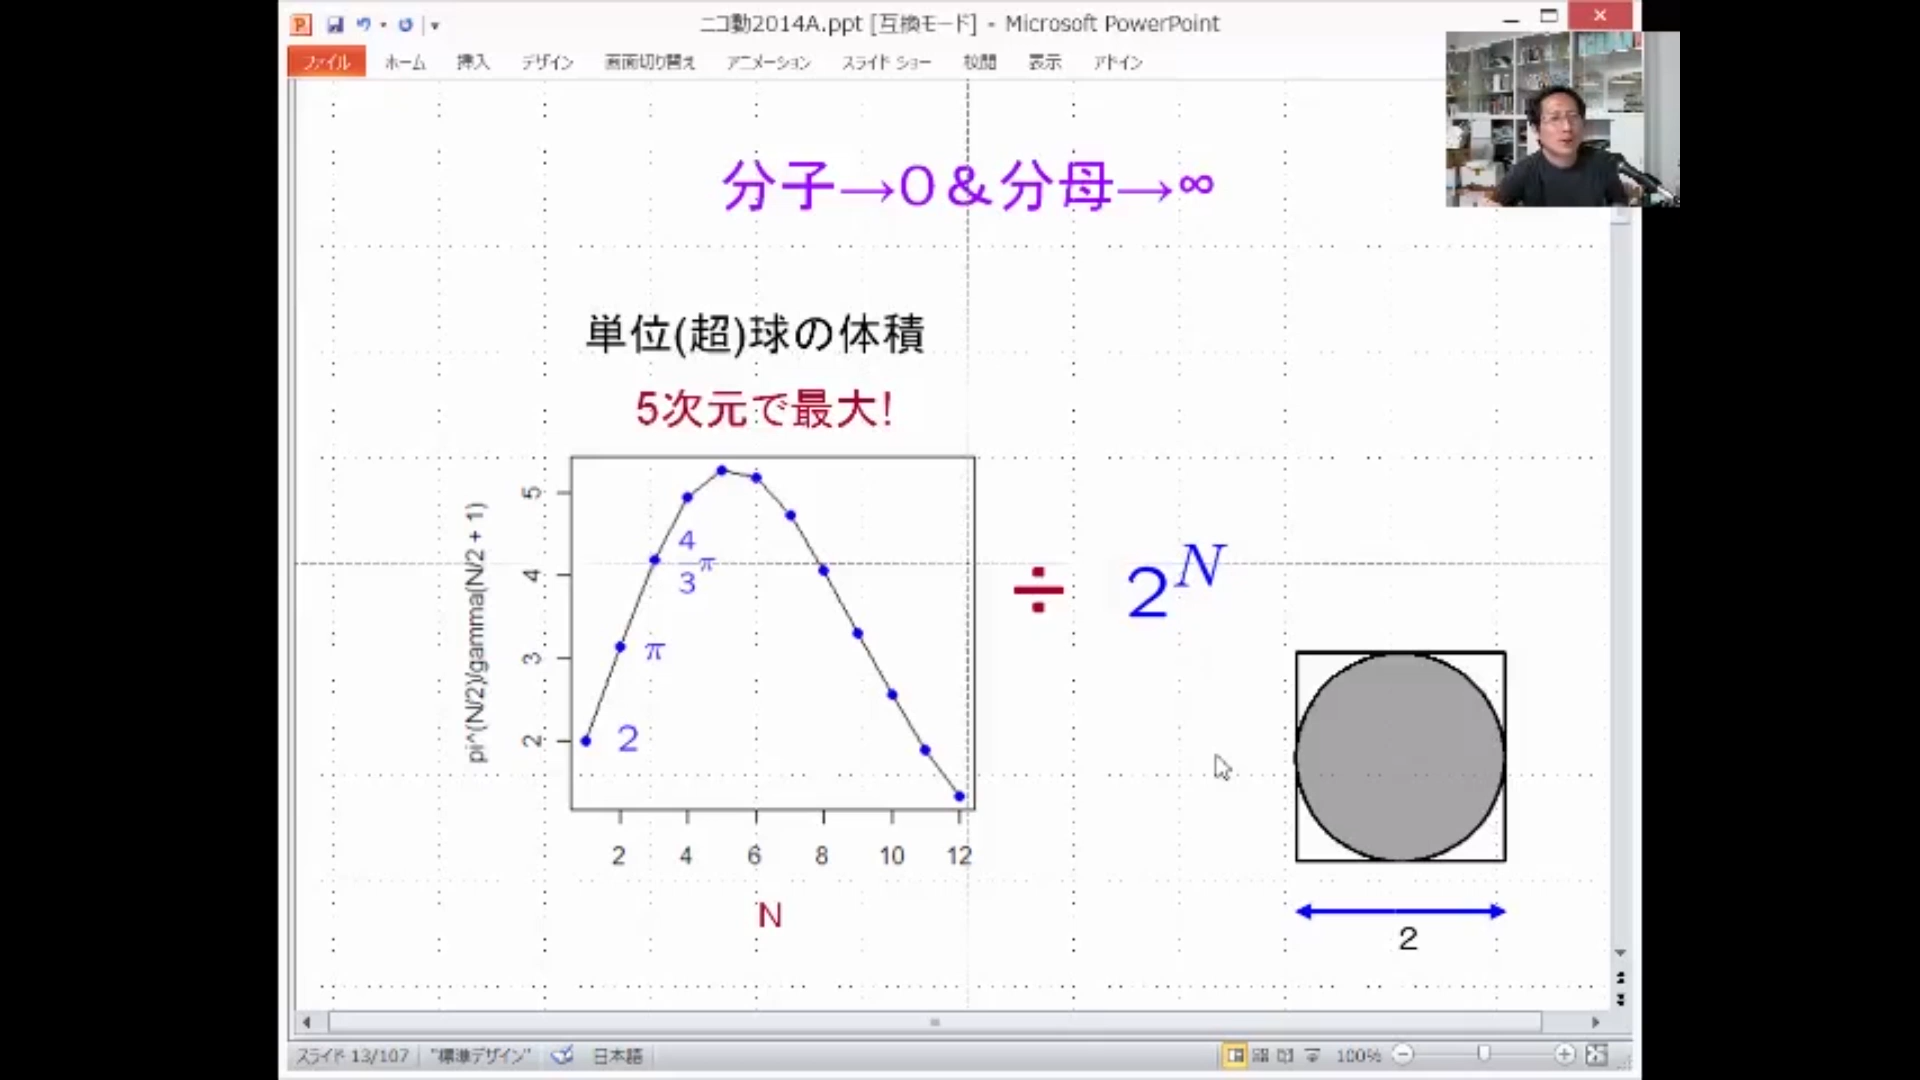 ニコ動2014A.ppt [互換モード] - Microsoft PowerPoint
ファイル ホーム 挿入 デザイン 画面切り替え アニメーション スライド ショー 校閲 表示 アドイン
分子→0&分母→∞
単位(超)球の体積
5次元で最大!
pi^(N/2)/gamma(N/2 + 1)
5
4
3
2
4
3
π
π
2
2 4 6 8 10 12
N
÷ 2^N
2
スライド 13/107 "標準デザイン" 日本語 100%